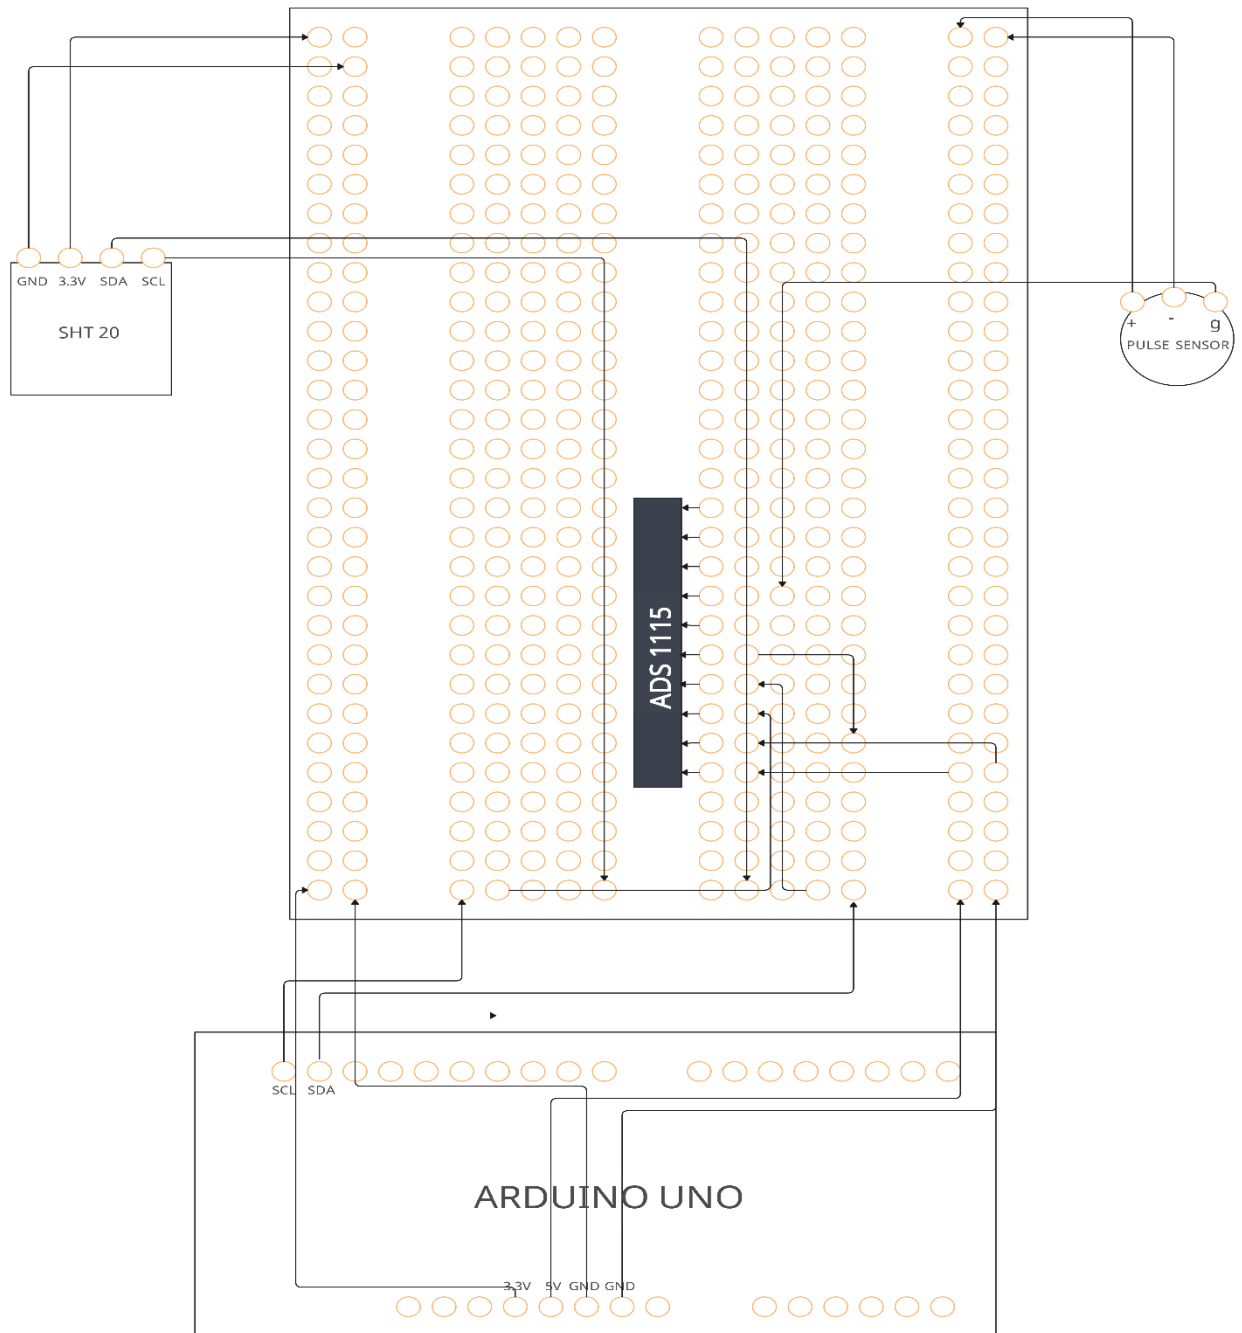 GND 3.3V SDA SCL
SHT 20
+ - g
PULSE SENSOR
ADS 1115
SCL SDA
ARDUINO UNO
3.3V 5V GND GND